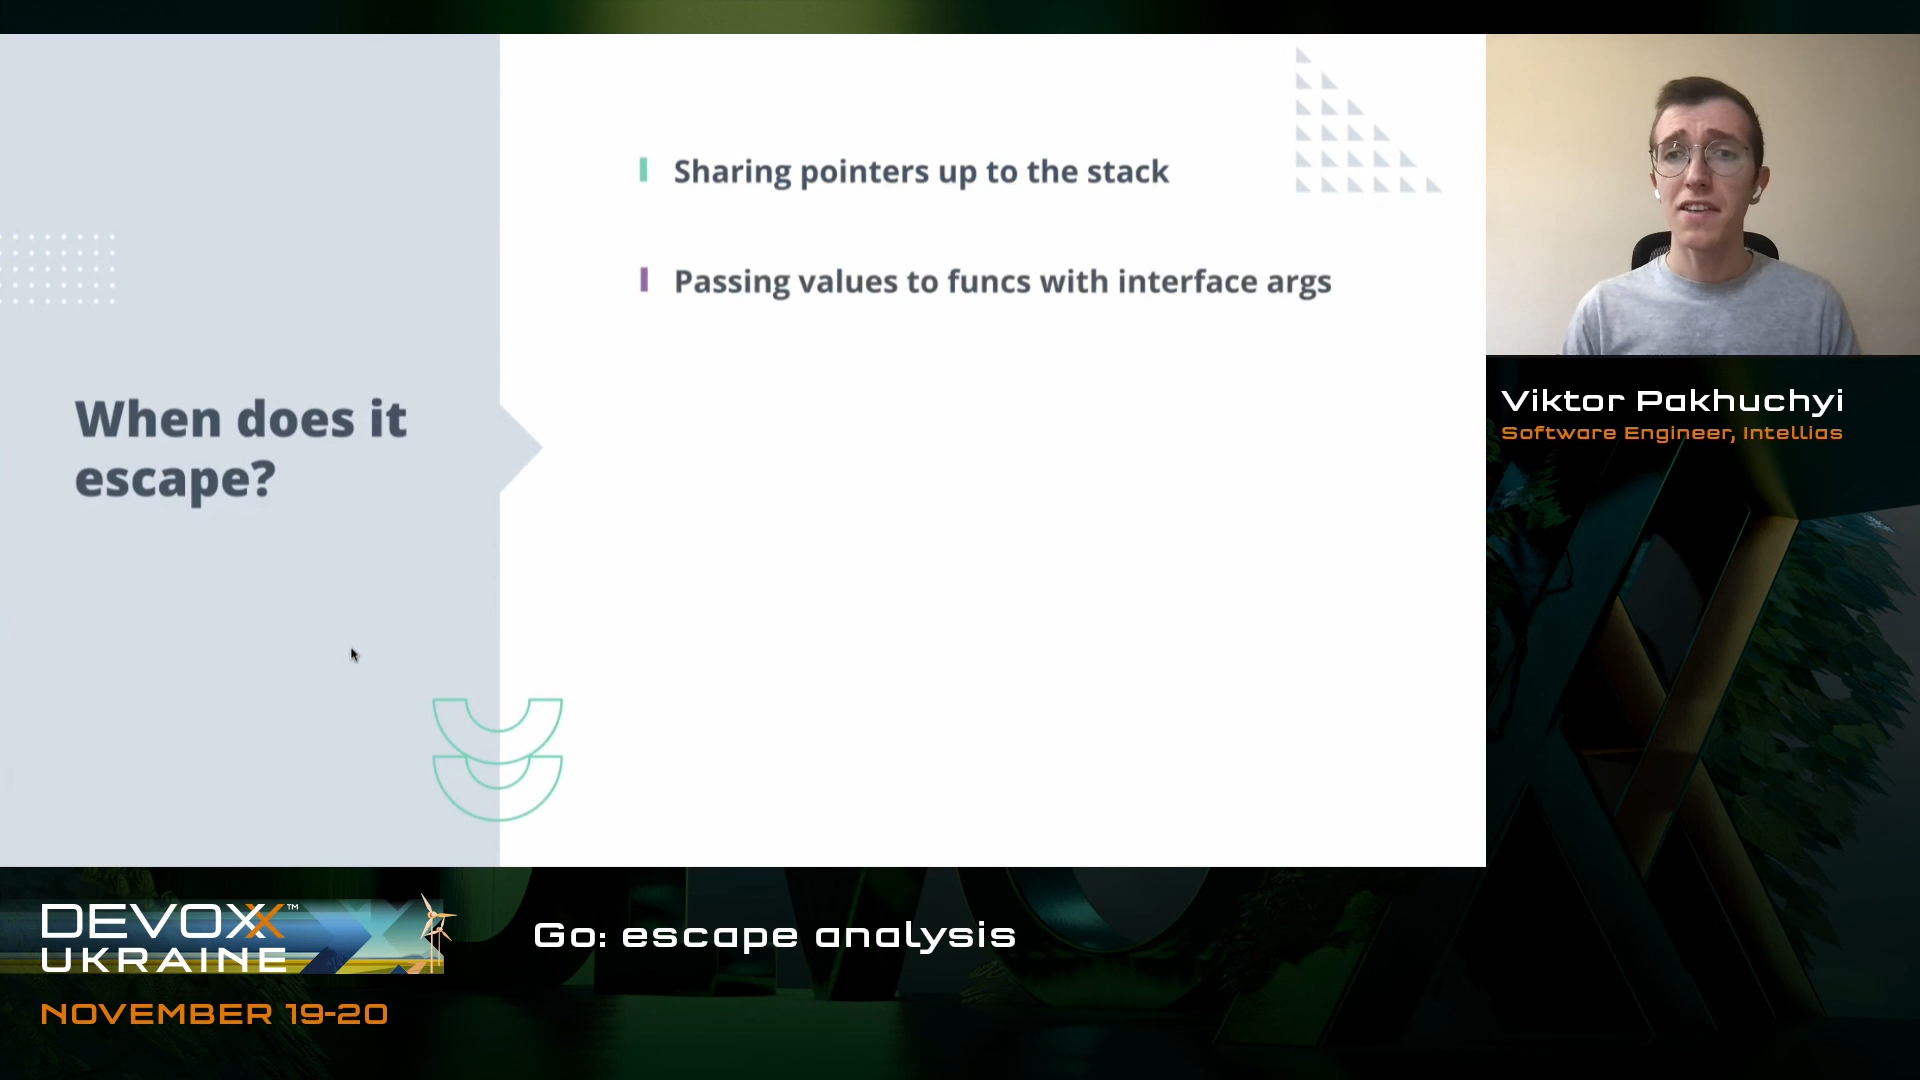 Sharing pointers up to the stack
Passing values to funcs with interface args
When does it
escape?
Viktor Pakhuchyi
Software Engineer, Intellias
DEVOXX™
UKRAINE
NOVEMBER 19-20
Go: escape analysis